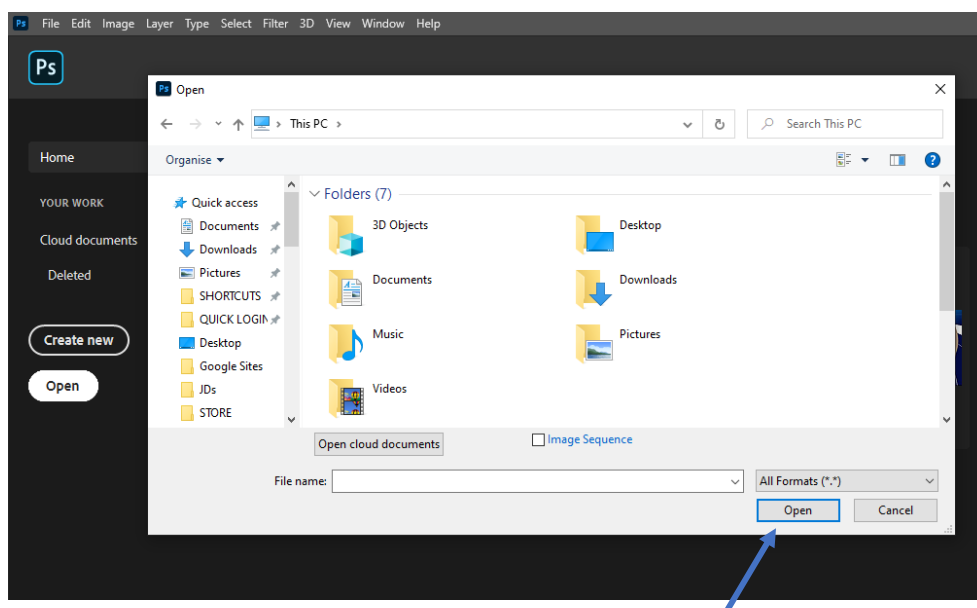 Ps File Edit Image Layer Type Select Filter 3D View Window Help
Ps
Ps Open
This PC
Search This PC
Home
Organise
YOUR WORK
Cloud documents
Deleted
Create new
Open
Quick access
Documents
Downloads
Pictures
SHORTCUTS
QUICK LOGIN
Desktop
Google Sites
JDs
STORE
Folders (7)
3D Objects
Desktop
Documents
Downloads
Music
Pictures
Videos
Open cloud documents
Image Sequence
File name:
All Formats (*.*)
Open
Cancel